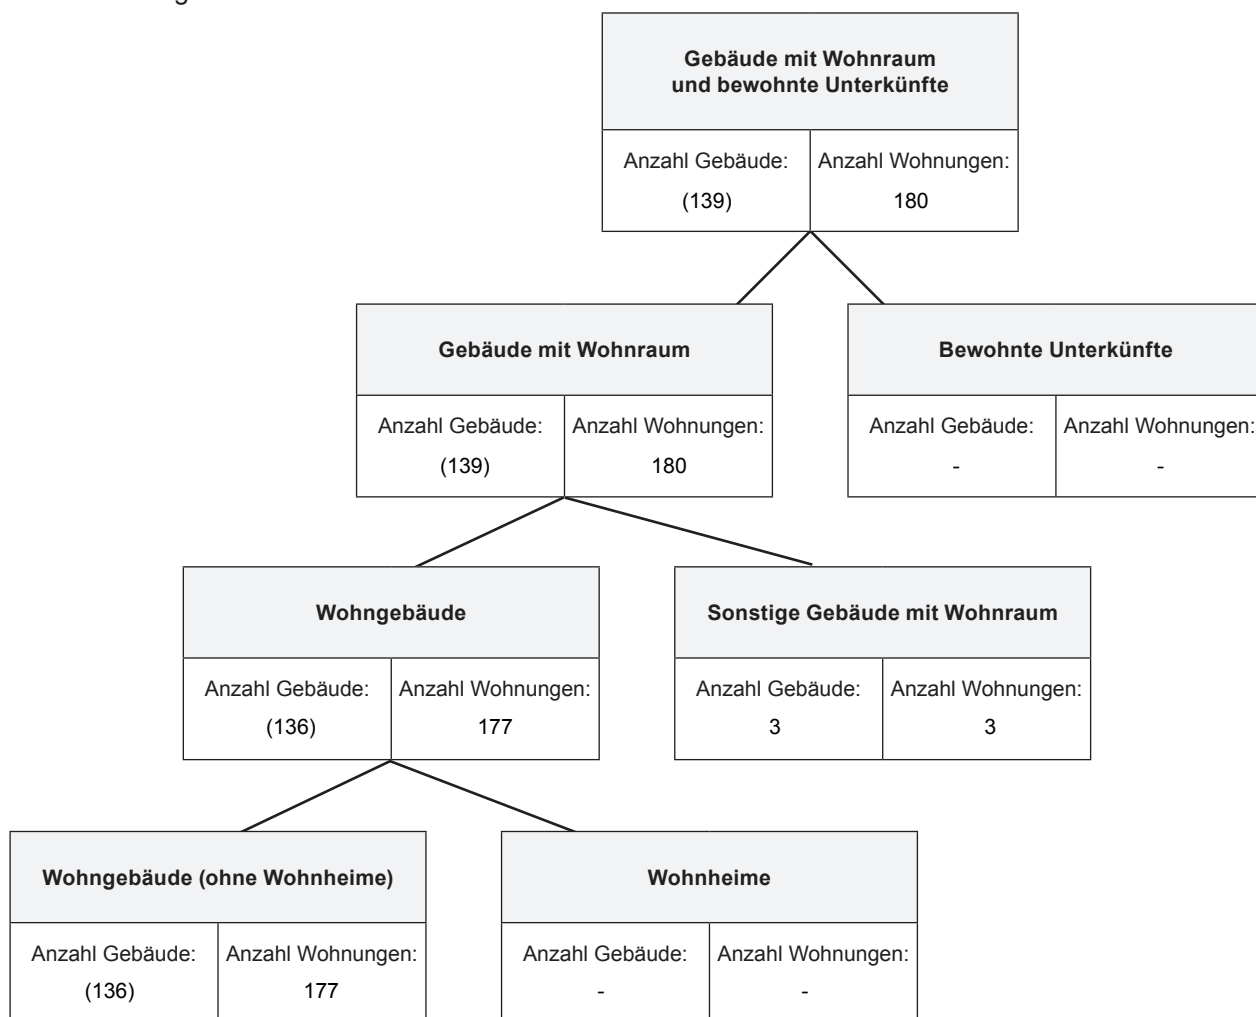 Gebäude mit Wohnraum
und bewohnte Unterkünfte
Anzahl Gebäude: Anzahl Wohnungen:
(139) 180
Gebäude mit Wohnraum Bewohnte Unterkünfte
Anzahl Gebäude: Anzahl Wohnungen: Anzahl Gebäude: Anzahl Wohnungen:
(139) 180 - -
Wohngebäude Sonstige Gebäude mit Wohnraum
Anzahl Gebäude: Anzahl Wohnungen: Anzahl Gebäude: Anzahl Wohnungen:
(136) 177 3 3
Wohngebäude (ohne Wohnheime) Wohnheime
Anzahl Gebäude: Anzahl Wohnungen: Anzahl Gebäude: Anzahl Wohnungen:
(136) 177 - -